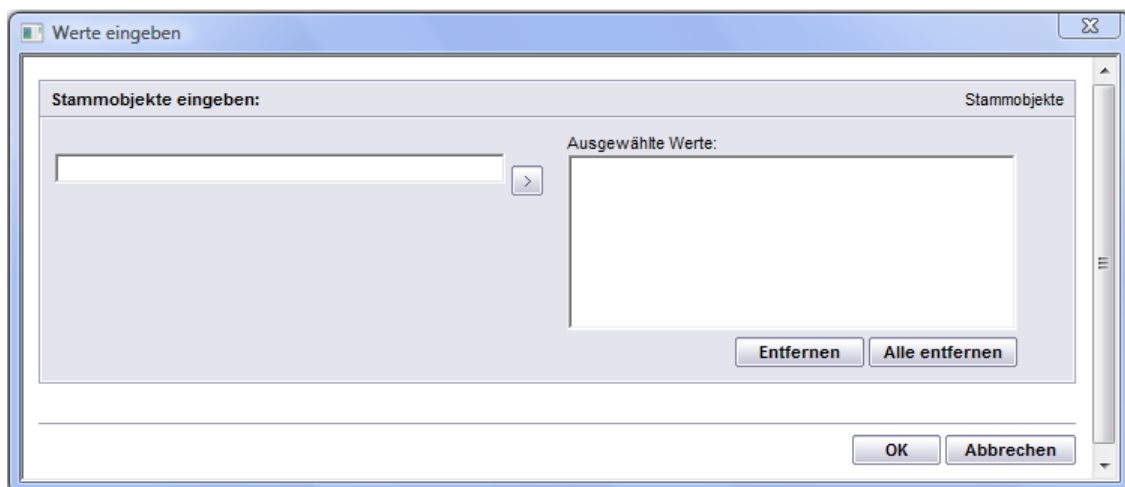 Werte eingeben
Stammobjekte eingeben:
Stammobjekte
Ausgewählte Werte:
>
Entfernen
Alle entfernen
OK
Abbrechen